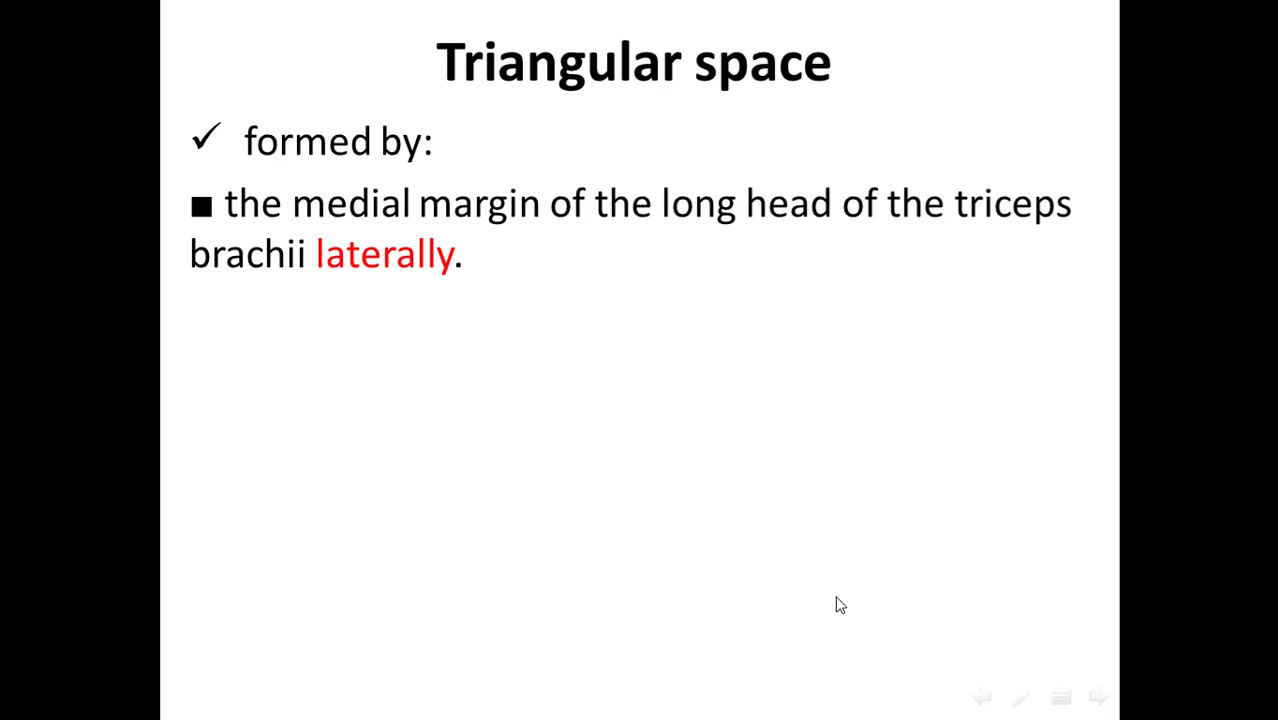 Triangular space
✓ formed by:
■ the medial margin of the long head of the triceps
brachii laterally.